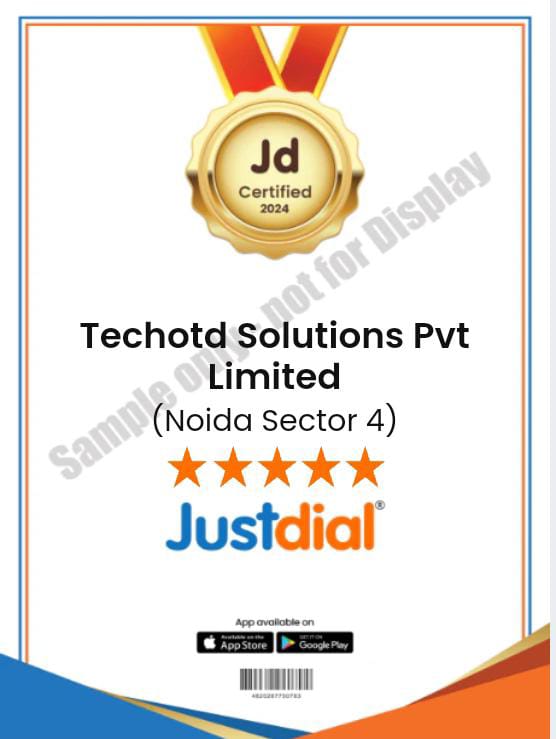 Jd
Certified
2024
Sample only - not for Display
Techotd Solutions Pvt
Limited
(Noida Sector 4)
Justdial®
App available on
Available on the
App Store
GET IT ON
Google Play